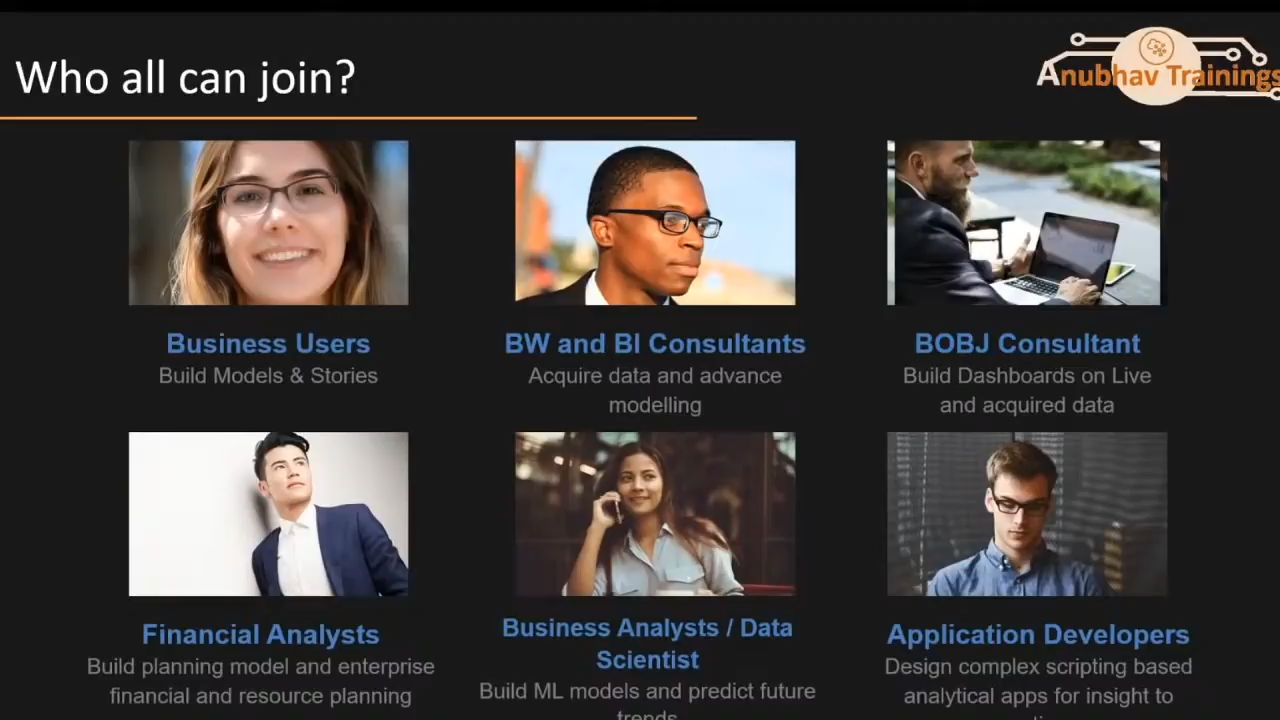 Who all can join?
Anubhav Trainings
Business Users
Build Models & Stories
BW and BI Consultants
Acquire data and advance
modelling
BOBJ Consultant
Build Dashboards on Live
and acquired data
Financial Analysts
Build planning model and enterprise
financial and resource planning
Business Analysts / Data
Scientist
Build ML models and predict future
trends
Application Developers
Design complex scripting based
analytical apps for insight to